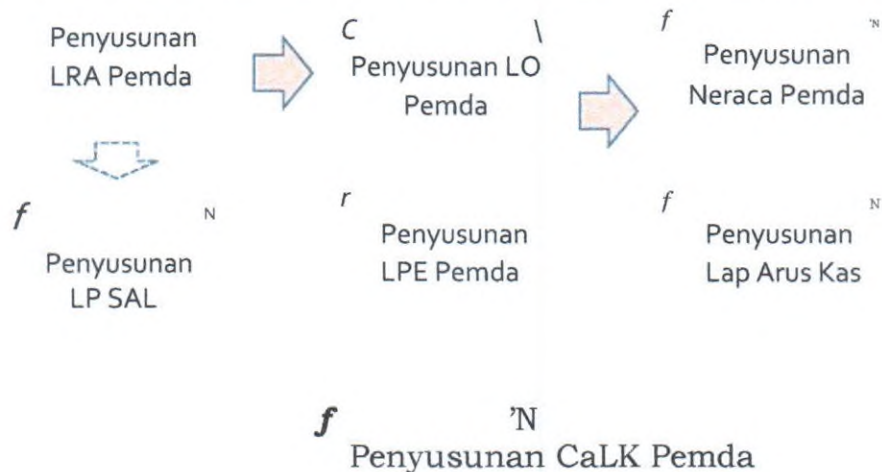 Penyusunan
LRA Pemda
C \
Penyusunan LO
Pemda
f 'N
Penyusunan
Neraca Pemda
f N
Penyusunan
LP SAL
r
Penyusunan
LPE Pemda
f N
Penyusunan
Lap Arus Kas
f 'N
Penyusunan CaLK Pemda